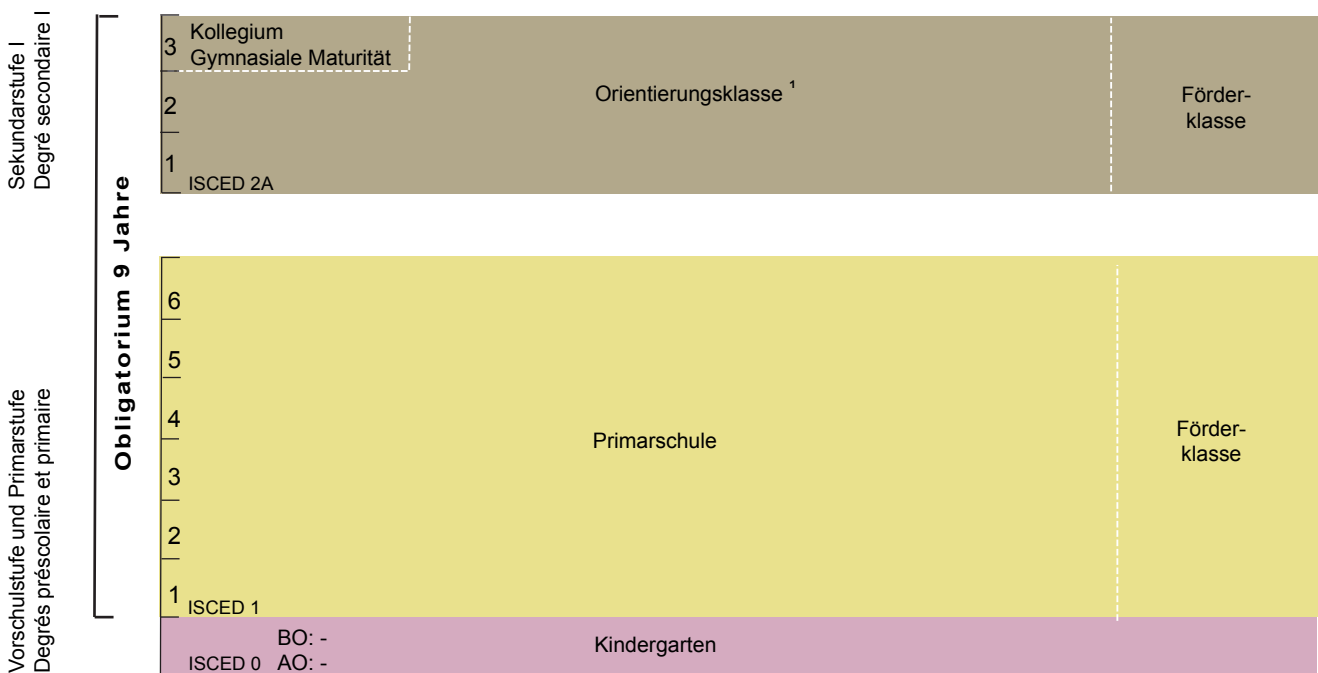 Sekundarstufe I
Degré secondaire I
Obligatorium 9 Jahre
3
Kollegium
Gymnasiale Maturität
2
1
ISCED 2A
Orientierungsklasse ¹
Förder-
klasse
Vorschulstufe und Primarstufe
Degrés préscolaire et primaire
6
5
4
3
2
1
ISCED 1
Primarschule
Förder-
klasse
BO: -
ISCED 0 AO: -
Kindergarten